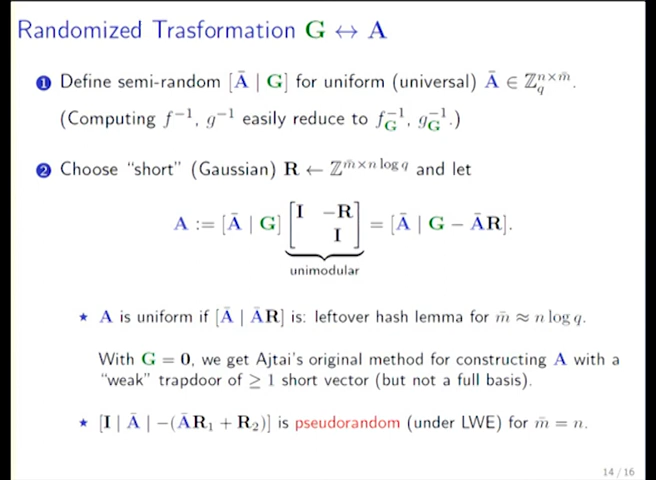 Randomized Trasformation G ↔ A
1 Define semi-random [Ā | G] for uniform (universal) Ā ∈ ℤ_q^{n×m̄}.
(Computing f⁻¹, g⁻¹ easily reduce to f_G⁻¹, g_G⁻¹.)
2 Choose “short” (Gaussian) R ← ℤ^{m̄×n log q} and let
A := [Ā | G] [I −R; I] = [Ā | G − ĀR].
unimodular
⋆ A is uniform if [Ā | ĀR] is: leftover hash lemma for m̄ ≈ n log q.
With G = 0, we get Ajtai's original method for constructing A with a
“weak” trapdoor of ≥ 1 short vector (but not a full basis).
⋆ [I | Ā | −(ĀR₁ + R₂)] is pseudorandom (under LWE) for m̄ = n.
14 / 16